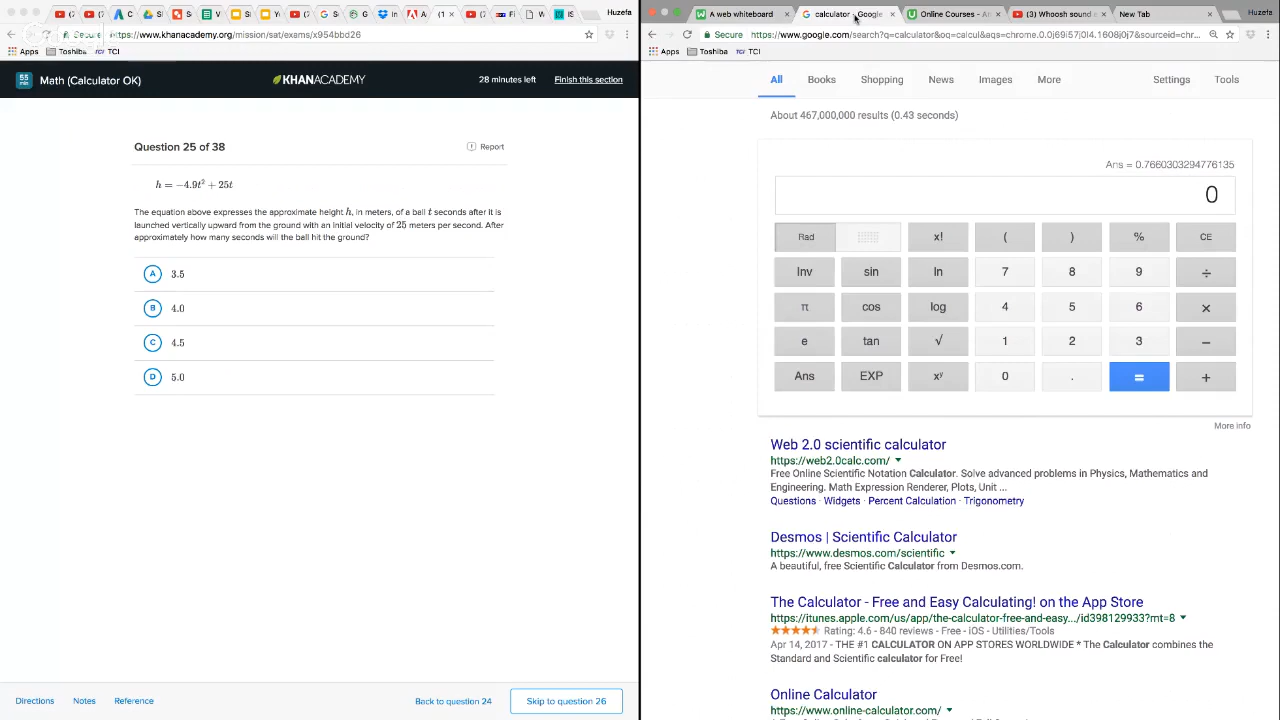 Huzefa
Secure https://www.khanacademy.org/mission/sat/exams/x954bbd26
Apps Toshiba TCI
55 min Math (Calculator OK) KHANACADEMY 28 minutes left Finish this section
Question 25 of 38 Report
h = −4.9t² + 25t
The equation above expresses the approximate height h, in meters, of a ball t seconds after it is
launched vertically upward from the ground with an initial velocity of 25 meters per second. After
approximately how many seconds will the ball hit the ground?
A 3.5
B 4.0
C 4.5
D 5.0
Directions Notes Reference Back to question 24 Skip to question 26
A web whiteboard calculator - Google Online Courses - An (3) Whoosh New Tab Huzefa
Secure https://www.google.com/search?q=calculator&oq=calcul&aqs=chrome.0.0j69i57j0l4.1608j0j7&sourceid=chr...
Apps Toshiba TCI
All Books Shopping News Images More Settings Tools
About 467,000,000 results (0.43 seconds)
Ans = 0.7660303294776135
0
Rad x! ( ) % CE
Inv sin ln 7 8 9 ÷
π cos log 4 5 6 ×
e tan √ 1 2 3 −
Ans EXP xʸ 0 . = +
More info
Web 2.0 scientific calculator
https://web2.0calc.com/
Free Online Scientific Notation Calculator. Solve advanced problems in Physics, Mathematics and
Engineering. Math Expression Renderer, Plots, Unit ...
Questions · Widgets · Percent Calculation · Trigonometry
Desmos | Scientific Calculator
https://www.desmos.com/scientific
A beautiful, free Scientific Calculator from Desmos.com.
The Calculator - Free and Easy Calculating! on the App Store
https://itunes.apple.com/us/app/the-calculator-free-and-easy.../id398129933?mt=8
Rating: 4.6 - 840 reviews - Free - iOS - Utilities/Tools
Apr 14, 2017 - THE #1 CALCULATOR ON APP STORES WORLDWIDE * The Calculator combines the
Standard and Scientific calculator for Free!
Online Calculator
https://www.online-calculator.com/